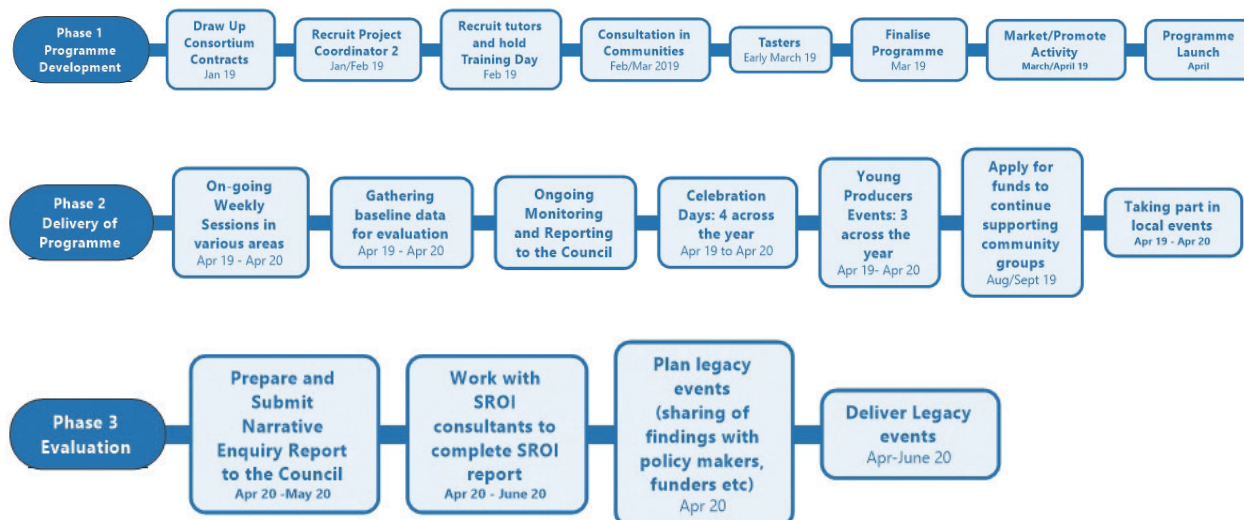 Phase 1
Programme
Development
Draw Up
Consortium
Contracts
Jan 19
Recruit Project
Coordinator 2
Jan/Feb 19
Recruit tutors
and hold
Training Day
Feb 19
Consultation in
Communities
Feb/Mar 2019
Tasters
Early March 19
Finalise
Programme
Mar 19
Market/Promote
Activity
March/April 19
Programme
Launch
April
Phase 2
Delivery of
Programme
On-going
Weekly
Sessions in
various areas
Apr 19 - Apr 20
Gathering
baseline data
for evaluation
Apr 19 - Apr 20
Ongoing
Monitoring
and Reporting
to the Council
Celebration
Days: 4 across
the year
Apr 19 to Apr 20
Young
Producers
Events: 3
across the
year
Apr 19- Apr 20
Apply for
funds to
continue
supporting
community
groups
Aug/Sept 19
Taking part in
local events
Apr 19 - Apr 20
Phase 3
Evaluation
Prepare and
Submit
Narrative
Enquiry Report
to the Council
Apr 20 -May 20
Work with
SROI
consultants to
complete SROI
report
Apr 20 - June 20
Plan legacy
events
(sharing of
findings with
policy makers,
funders etc)
Apr 20
Deliver Legacy
events
Apr-June 20